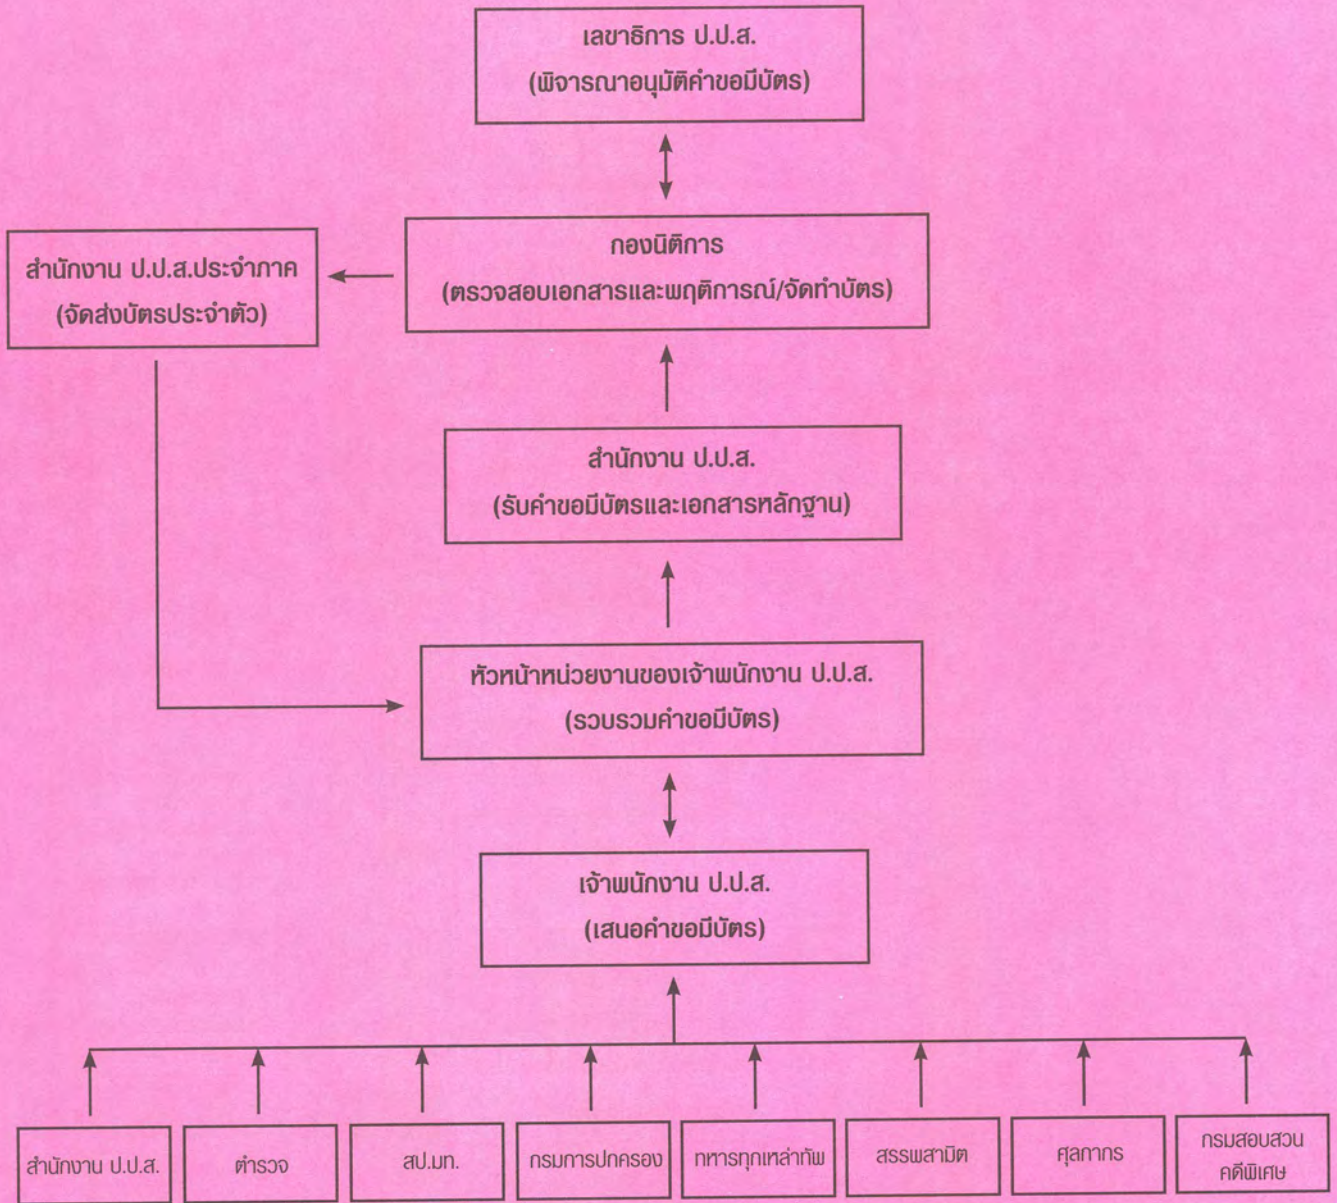 เลขาธิการ ป.ป.ส.
(พิจารณาอนุมัติคำขอมีบัตร)
กองนิติการ
(ตรวจสอบเอกสารและพฤติการณ์/จัดทำบัตร)
สำนักงาน ป.ป.ส.ประจำภาค
(จัดส่งบัตรประจำตัว)
สำนักงาน ป.ป.ส.
(รับคำขอมีบัตรและเอกสารหลักฐาน)
หัวหน้าหน่วยงานของเจ้าพนักงาน ป.ป.ส.
(รวบรวมคำขอมีบัตร)
เจ้าพนักงาน ป.ป.ส.
(เสนอคำขอมีบัตร)
สำนักงาน ป.ป.ส.
ตำรวจ
สป.มท.
กรมการปกครอง
ทหารทุกเหล่าทัพ
สรรพสามิต
ศุลกากร
กรมสอบสวน
คดีพิเศษ